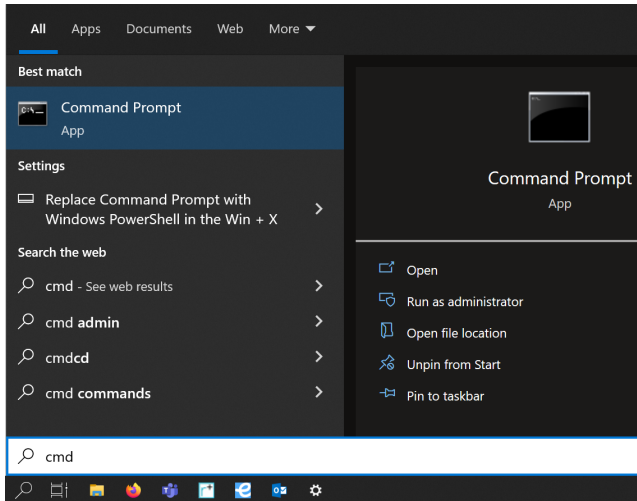 All Apps Documents Web More
Best match
Command Prompt
App
Settings
Replace Command Prompt with
Windows PowerShell in the Win + X
Search the web
cmd - See web results
cmd admin
cmdcd
cmd commands
Command Prompt
App
Open
Run as administrator
Open file location
Unpin from Start
Pin to taskbar
cmd